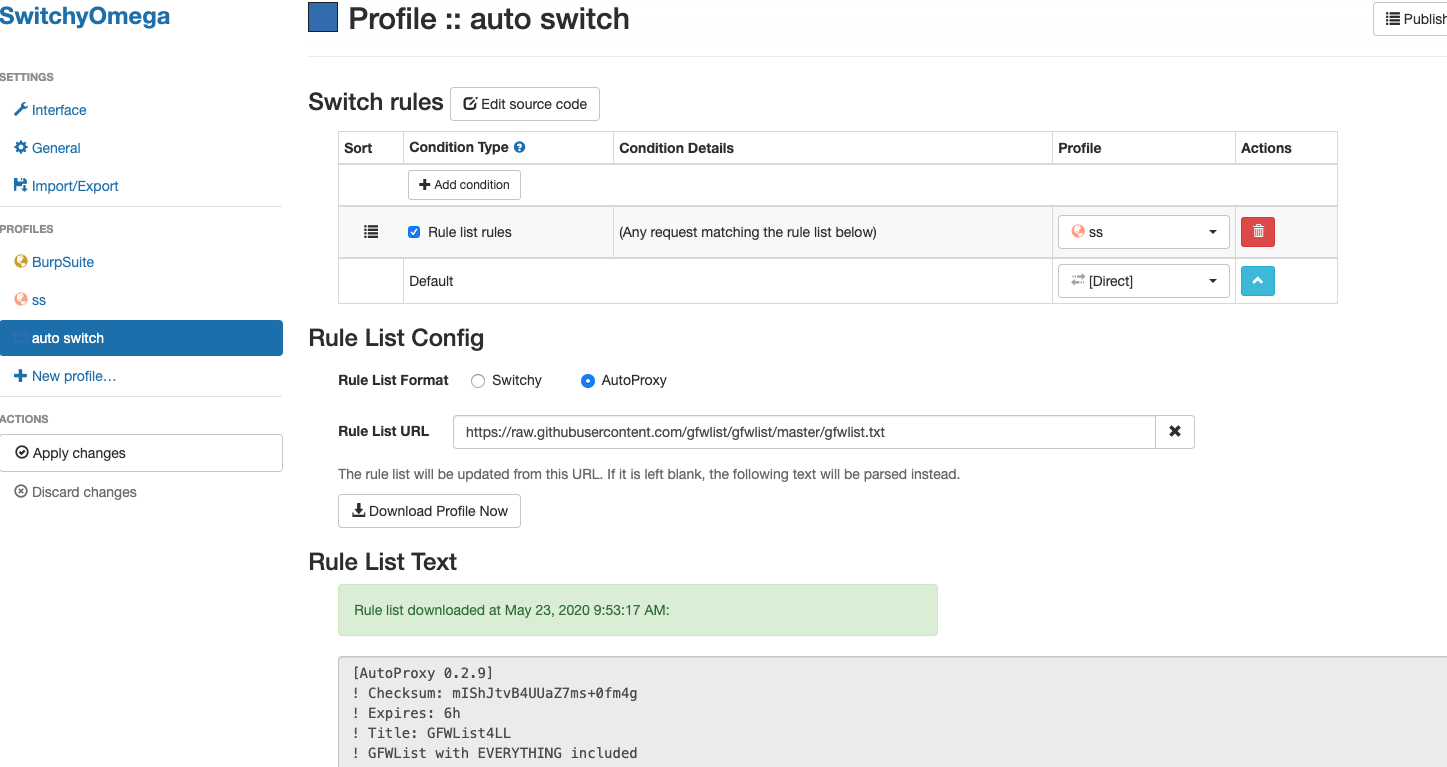 SwitchyOmega
Profile :: auto switch
Publish
SETTINGS
Interface
General
Import/Export
PROFILES
BurpSuite
ss
auto switch
New profile…
ACTIONS
Apply changes
Discard changes
Switch rules Edit source code
Sort Condition Type Condition Details Profile Actions
Add condition
Rule list rules (Any request matching the rule list below) ss
Default [Direct]
Rule List Config
Rule List Format Switchy AutoProxy
Rule List URL https://raw.githubusercontent.com/gfwlist/gfwlist/master/gfwlist.txt
The rule list will be updated from this URL. If it is left blank, the following text will be parsed instead.
Download Profile Now
Rule List Text
Rule list downloaded at May 23, 2020 9:53:17 AM:
[AutoProxy 0.2.9]
! Checksum: mIShJtvB4UUaZ7ms+0fm4g
! Expires: 6h
! Title: GFWList4LL
! GFWList with EVERYTHING included